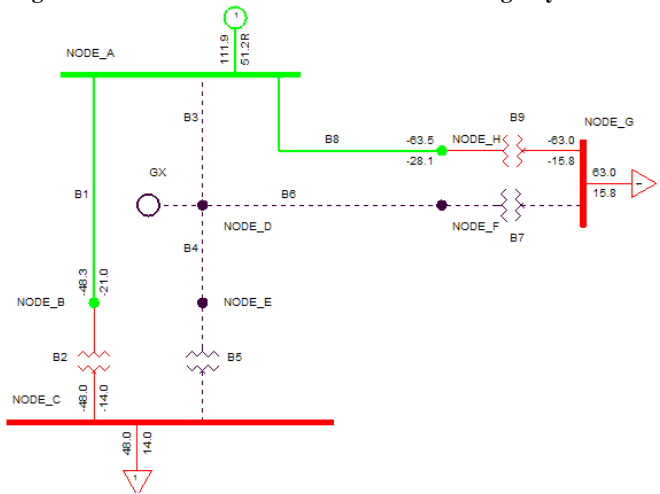 1
111.9
51.2R
NODE_A
B3
B9
NODE_G
B8
-63.5
NODE_H
-63.0
-28.1
-15.8
63.0
1
15.8
GX
B1
B6
NODE_D
NODE_F
B7
B4
-48.3
-21.0
NODE_B
NODE_E
B2
B5
-48.0
-14.0
NODE_C
48.0
14.0
1